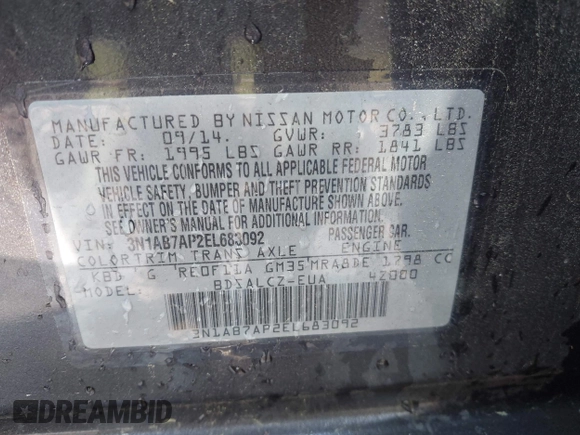 MANUFACTURED BY NISSAN MOTOR CO., LTD.
DATE: 09/14. GVWR: 3783 LBS
GAWR FR: 1995 LBS GAWR RR: 1841 LBS
THIS VEHICLE CONFORMS TO ALL APPLICABLE FEDERAL MOTOR
VEHICLE SAFETY, BUMPER AND THEFT PREVENTION STANDARDS
IN EFFECT ON THE DATE OF MANUFACTURE SHOWN ABOVE.
SEE OWNER'S MANUAL FOR ADDITIONAL INFORMATION.
VIN: 3N1AB7AP2EL683092 PASSENGER CAR
COLOR TRIM TRANS AXLE ENGINE
KBD G RE0F11A GM35 MRA8DE 1798 CC
BDSALCZ-EUA 42000
3N1AB7AP2EL683092
DREAMBID